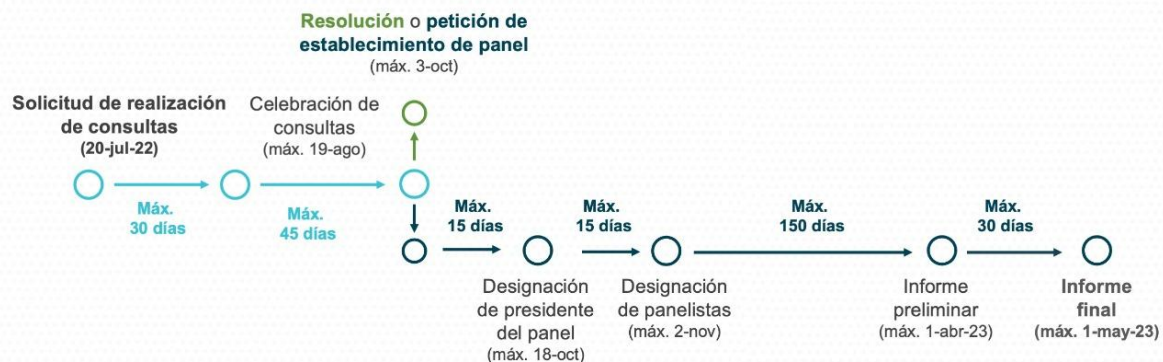 Resolución o petición de
establecimiento de panel
(máx. 3-oct)
Solicitud de realización
de consultas
(20-jul-22)
Celebración de
consultas
(máx. 19-ago)
Máx.
30 días
Máx.
45 días
Máx.
15 días
Máx.
15 días
Máx.
150 días
Máx.
30 días
Designación
de presidente
del panel
(máx. 18-oct)
Designación
de panelistas
(máx. 2-nov)
Informe
preliminar
(máx. 1-abr-23)
Informe
final
(máx. 1-may-23)